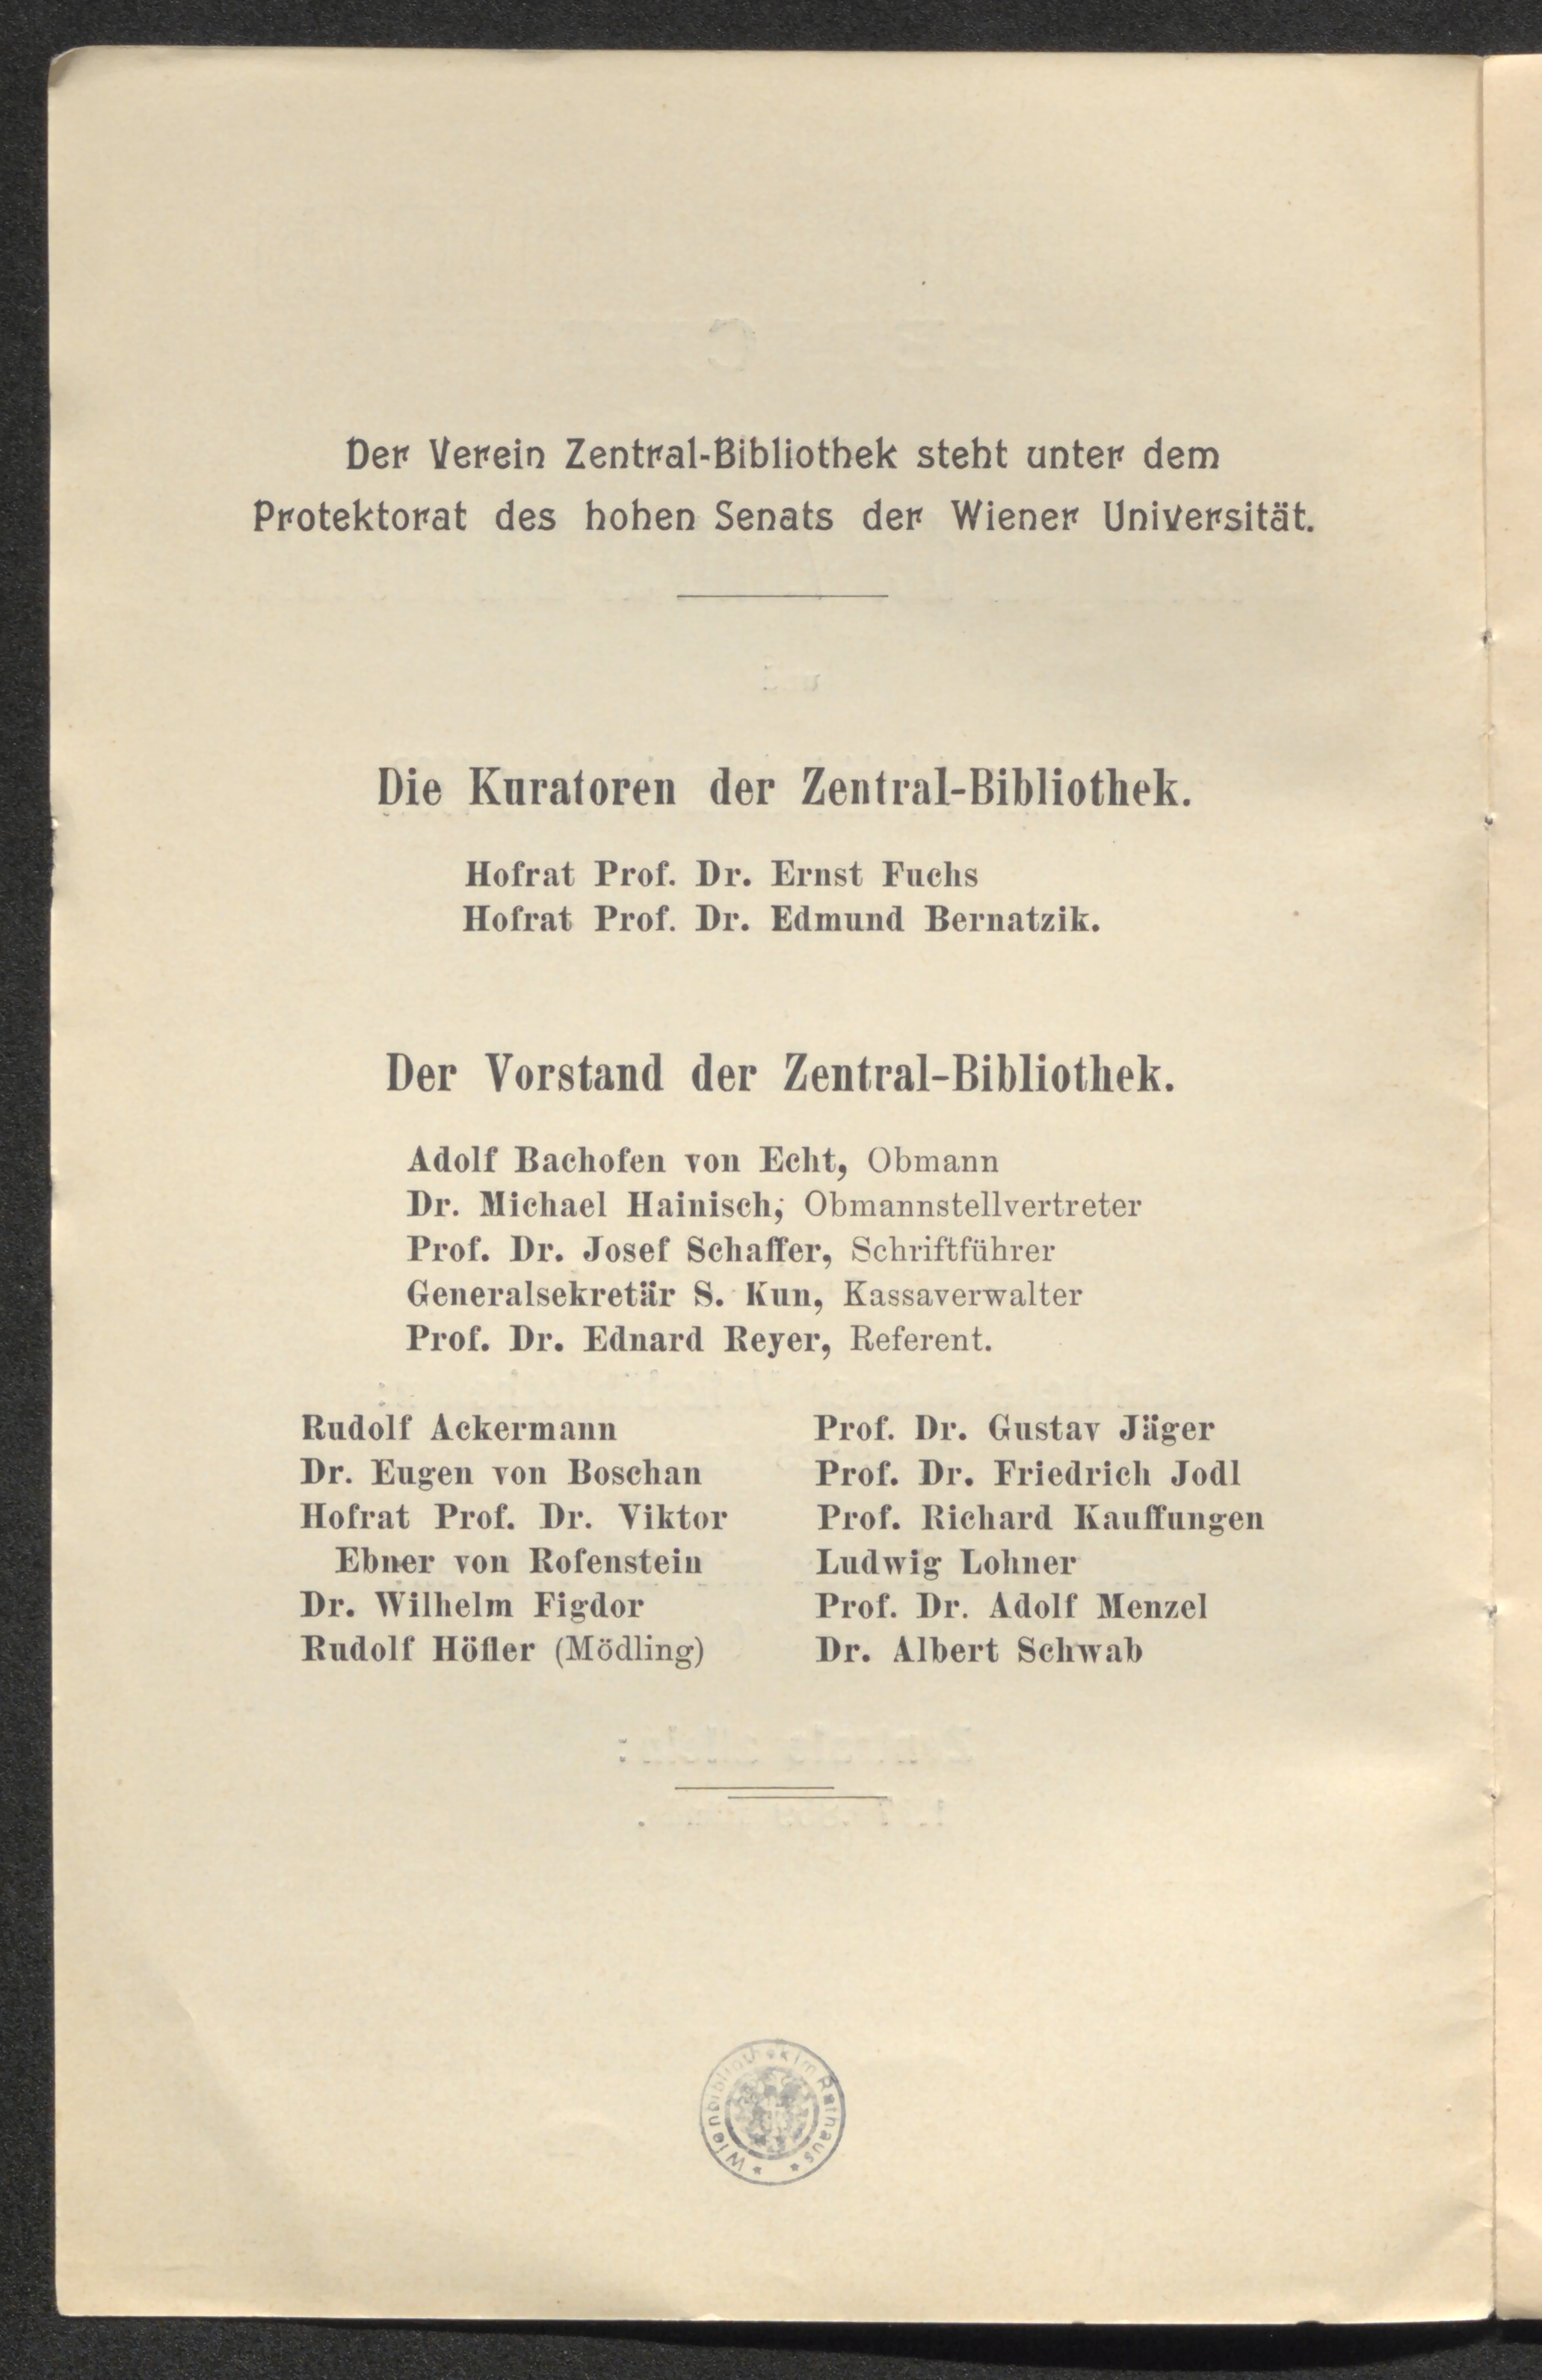 Der Verein Zentral-Bibliothek steht unter dem
Protektorat des hohen Senats der Wiener Universität.
Die Kuratoren der Zentral-Bibliothek.
Hofrat Prof. Dr. Ernst Fuchs
Hofrat Prof. Dr. Edmund Bernatzik.
Der Vorstand der Zentral-Bibliothek.
Adolf Bachofen von Echt, Obmann
Dr. Michael Hainisch, Obmannstellvertreter
Prof. Dr. Josef Schaffer, Schriftführer
Generalsekretär S. Kun, Kassaverwalter
Prof. Dr. Ednard Reyer, Referent.
Rudolf Ackermann
Dr. Eugen von Boschan
Hofrat Prof. Dr. Viktor
Ebner von Rofenstein
Dr. Wilhelm Figdor
Rudolf Höfler (Mödling)
Prof. Dr. Gustav Jäger
Prof. Dr. Friedrich Jodl
Prof. Richard Kauffungen
Ludwig Lohner
Prof. Dr. Adolf Menzel
Dr. Albert Schwab
* Wienbibliothek im Rathaus *